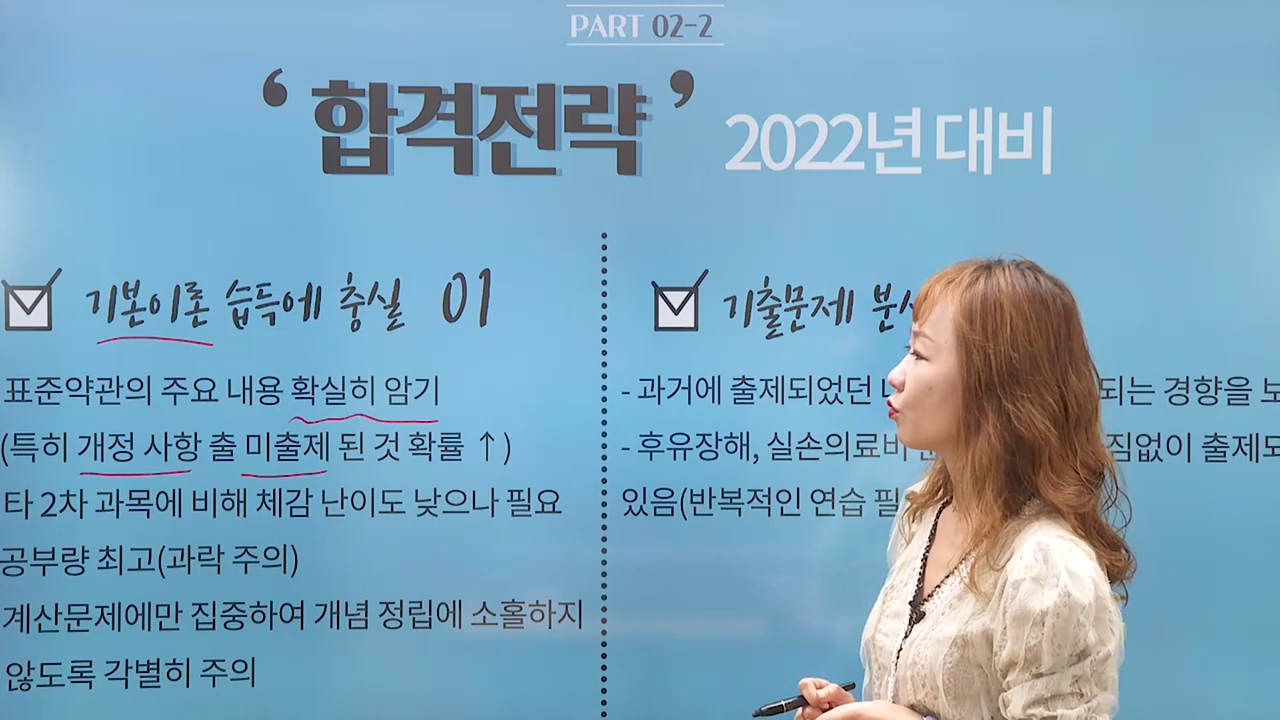 PART 02-2
‘합격전략’ 2022년 대비
기본이론 습득에 충실 01
표준약관의 주요 내용 확실히 암기
(특히 개정 사항 출 미출제 된 것 확률 ↑)
타 2차 과목에 비해 체감 난이도 낮으나 필요
공부량 최고(과락 주의)
계산문제에만 집중하여 개념 정립에 소홀하지
않도록 각별히 주의
기출문제
- 과거에 출제되었던 되는 경향을
- 후유장해, 실손의료비 출제
있음(반복적인 연습